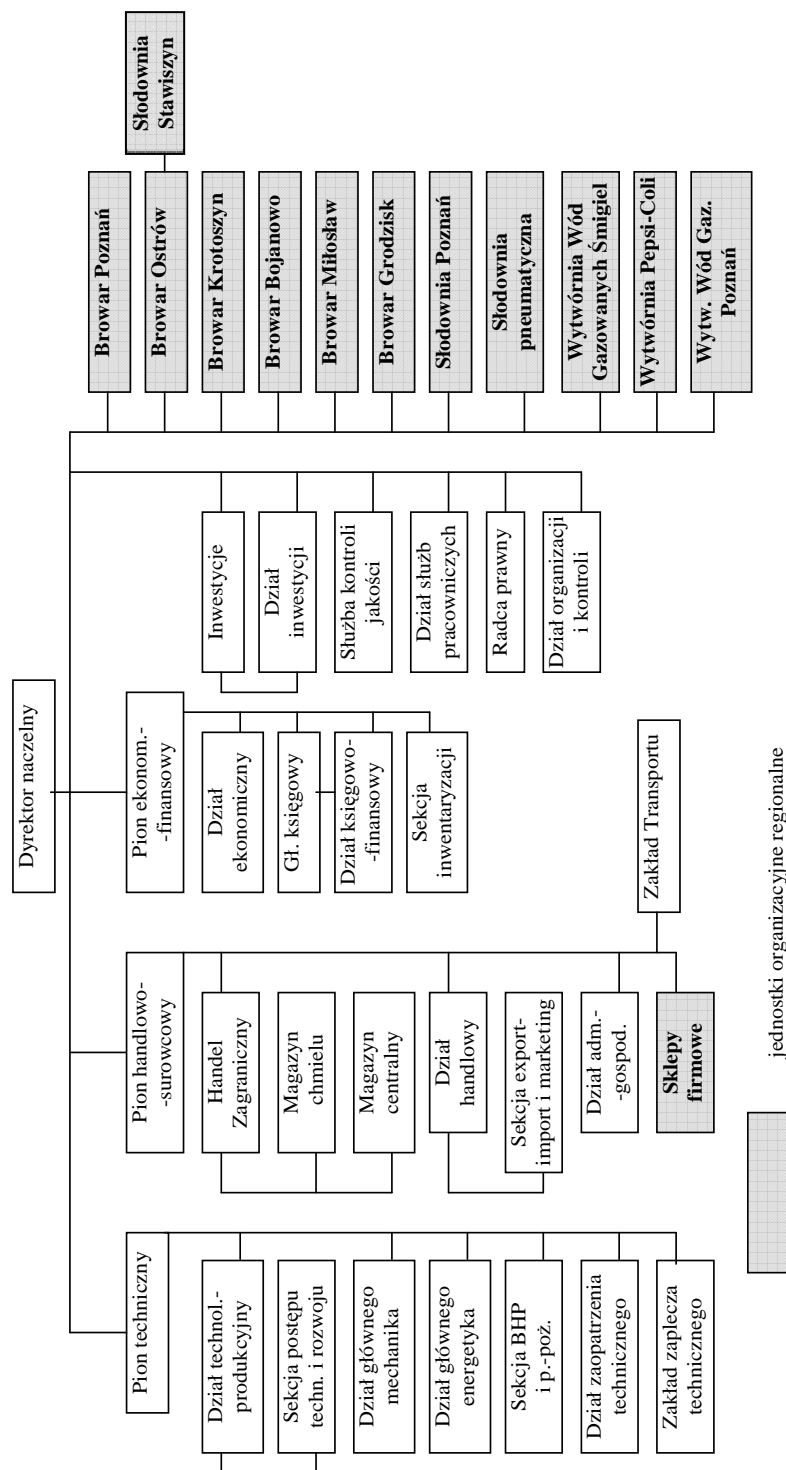 Dyrektor naczelny
Pion techniczny
Dział technol.-
produkcyjny
Sekcja postępu
techn. i rozwoju
Dział głównego
mechanika
Dział głównego
energetyka
Sekcja BHP
i p.-poż.
Dział zaopatrzenia
technicznego
Zakład zaplecza
technicznego
Pion handlowo-
-surowcowy
Handel
Zagraniczny
Magazyn
chmielu
Magazyn
centralny
Dział
handlowy
Sekcja export-
import i marketing
Dział adm.-
-gospod.
Sklepy
firmowe
Zakład Transportu
Pion ekonom.-
-finansowy
Dział
ekonomiczny
Gł. księgowy
Dział księgowo-
-finansowy
Sekcja
inwentaryzacji
Inwestycje
Dział
inwestycji
Służba kontroli
jakości
Dział służb
pracowniczych
Radca prawny
Dział organizacji
i kontroli
Browar Poznań
Browar Ostrów
Słodownia
Stawiszyn
Browar Krotoszyn
Browar Bojanowo
Browar Miłosław
Browar Grodzisk
Słodownia Poznań
Słodownia
pneumatyczna
Wytwórnia Wód
Gazowanych Śmigiel
Wytwórnia Pepsi-Coli
Wytw. Wód Gaz.
Poznań
jednostki organizacyjne regionalne